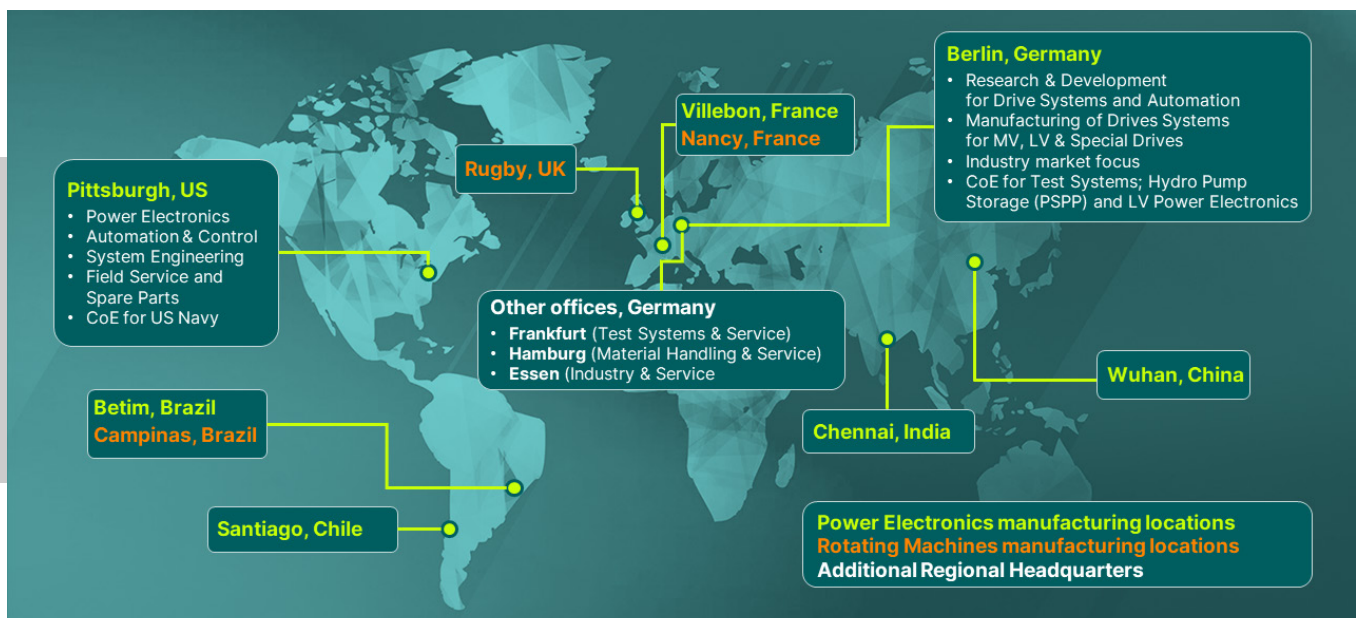 Berlin, Germany
• Research & Development
for Drive Systems and Automation
• Manufacturing of Drives Systems
for MV, LV & Special Drives
• Industry market focus
• CoE for Test Systems; Hydro Pump
Storage (PSPP) and LV Power Electronics
Villebon, France
Nancy, France
Rugby, UK
Pittsburgh, US
• Power Electronics
• Automation & Control
• System Engineering
• Field Service and
Spare Parts
• CoE for US Navy
Other offices, Germany
• Frankfurt (Test Systems & Service)
• Hamburg (Material Handling & Service)
• Essen (Industry & Service
Wuhan, China
Betim, Brazil
Campinas, Brazil
Chennai, India
Santiago, Chile
Power Electronics manufacturing locations
Rotating Machines manufacturing locations
Additional Regional Headquarters